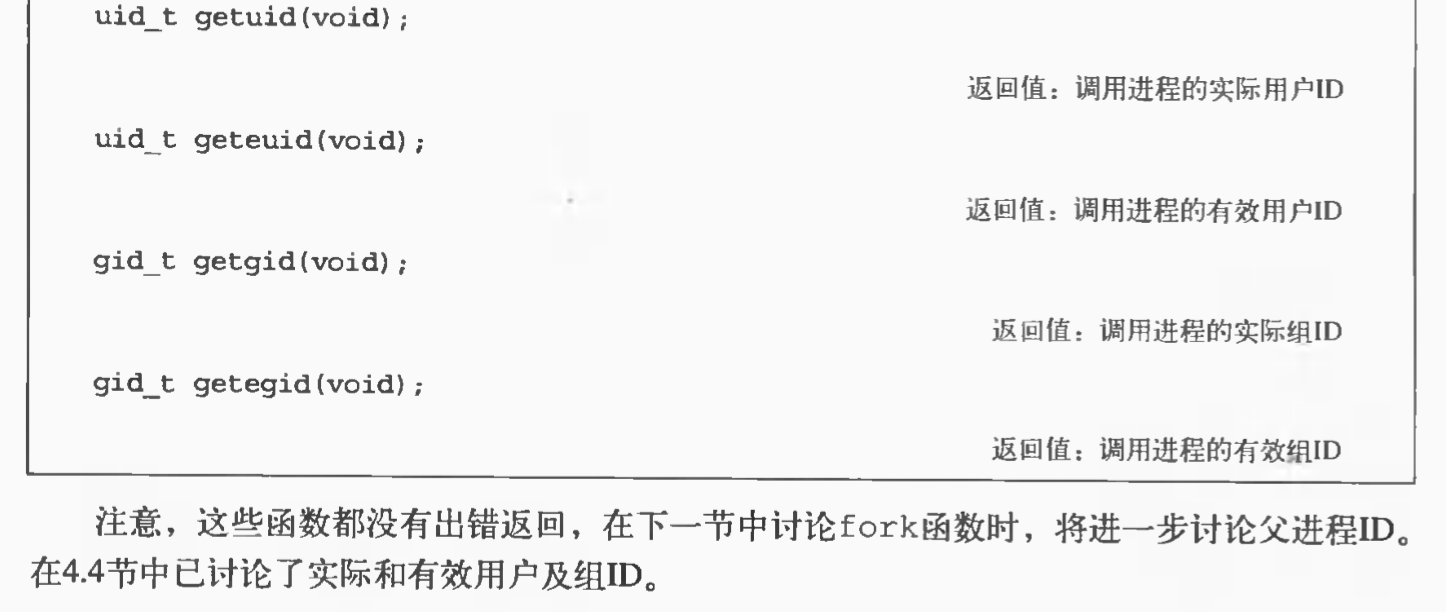 uid_t getuid(void);
返回值：调用进程的实际用户ID
uid_t geteuid(void);
返回值：调用进程的有效用户ID
gid_t getgid(void);
返回值：调用进程的实际组ID
gid_t getegid(void);
返回值：调用进程的有效组ID
注意，这些函数都没有出错返回，在下一节中讨论fork函数时，将进一步讨论父进程ID。
在4.4节中已讨论了实际和有效用户及组ID。